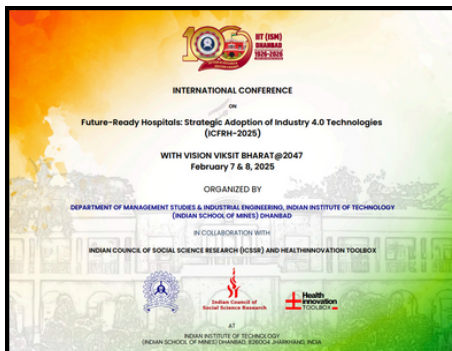 100
IIT (ISM)
DHANBAD
1926-2026
INTERNATIONAL CONFERENCE
ON
Future-Ready Hospitals: Strategic Adoption of Industry 4.0 Technologies
(ICFRH-2025)
WITH VISION VIKSIT BHARAT@2047
February 7 & 8, 2025
ORGANIZED BY
DEPARTMENT OF MANAGEMENT STUDIES & INDUSTRIAL ENGINEERING, INDIAN INSTITUTE OF TECHNOLOGY
(INDIAN SCHOOL OF MINES) DHANBAD
IN COLLABORATION WITH
INDIAN COUNCIL OF SOCIAL SCIENCE RESEARCH (ICSSR) AND HEALTHINNOVATION TOOLBOX
Indian Council of
Social Science Research
Health
innovation
TOOLBOX
AT
INDIAN INSTITUTE OF TECHNOLOGY
(INDIAN SCHOOL OF MINES) DHANBAD, 826004 JHARKHAND, INDIA